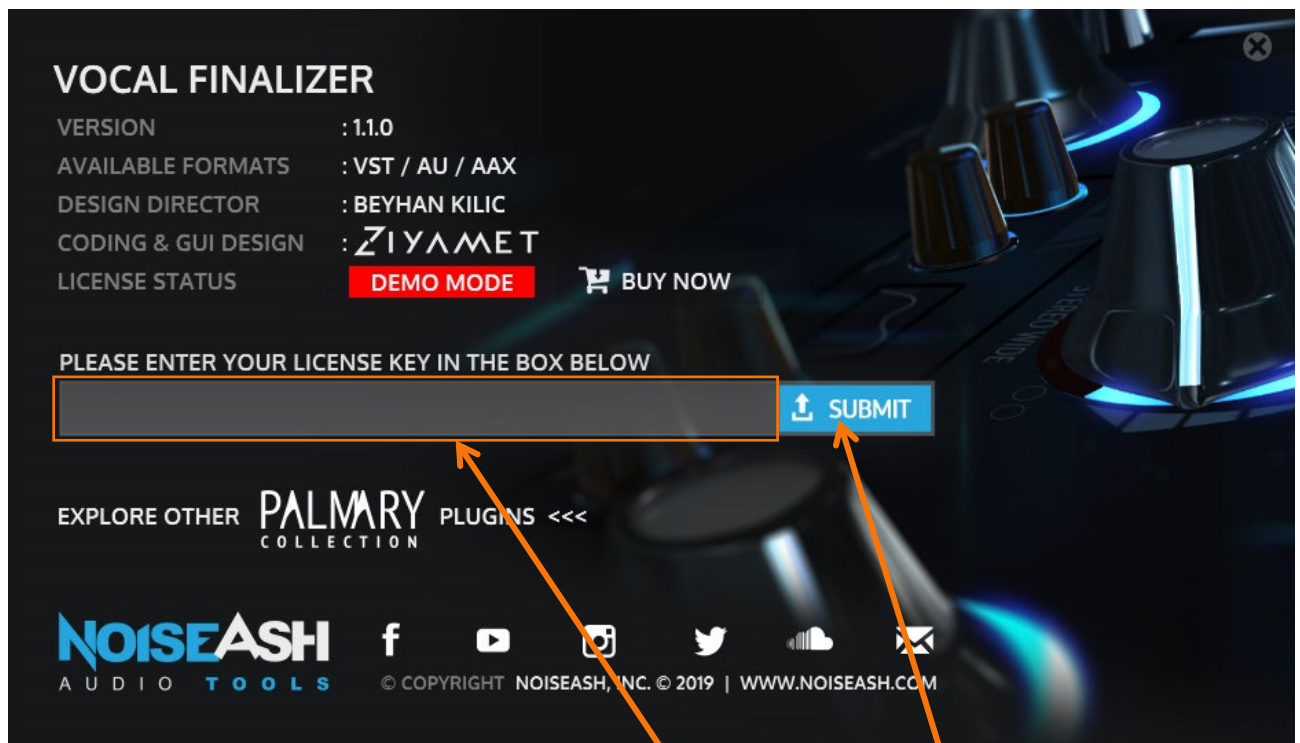 VOCAL FINALIZER
VERSION : 1.1.0
AVAILABLE FORMATS : VST / AU / AAX
DESIGN DIRECTOR : BEYHAN KILIC
CODING & GUI DESIGN : ZIYAMET
LICENSE STATUS DEMO MODE BUY NOW
PLEASE ENTER YOUR LICENSE KEY IN THE BOX BELOW
SUBMIT
EXPLORE OTHER PALMARY COLLECTION PLUGINS <<<
NOISEASH
AUDIO TOOLS
© COPYRIGHT NOISEASH, INC. © 2019 | WWW.NOISEASH.COM
STEREO WIDE